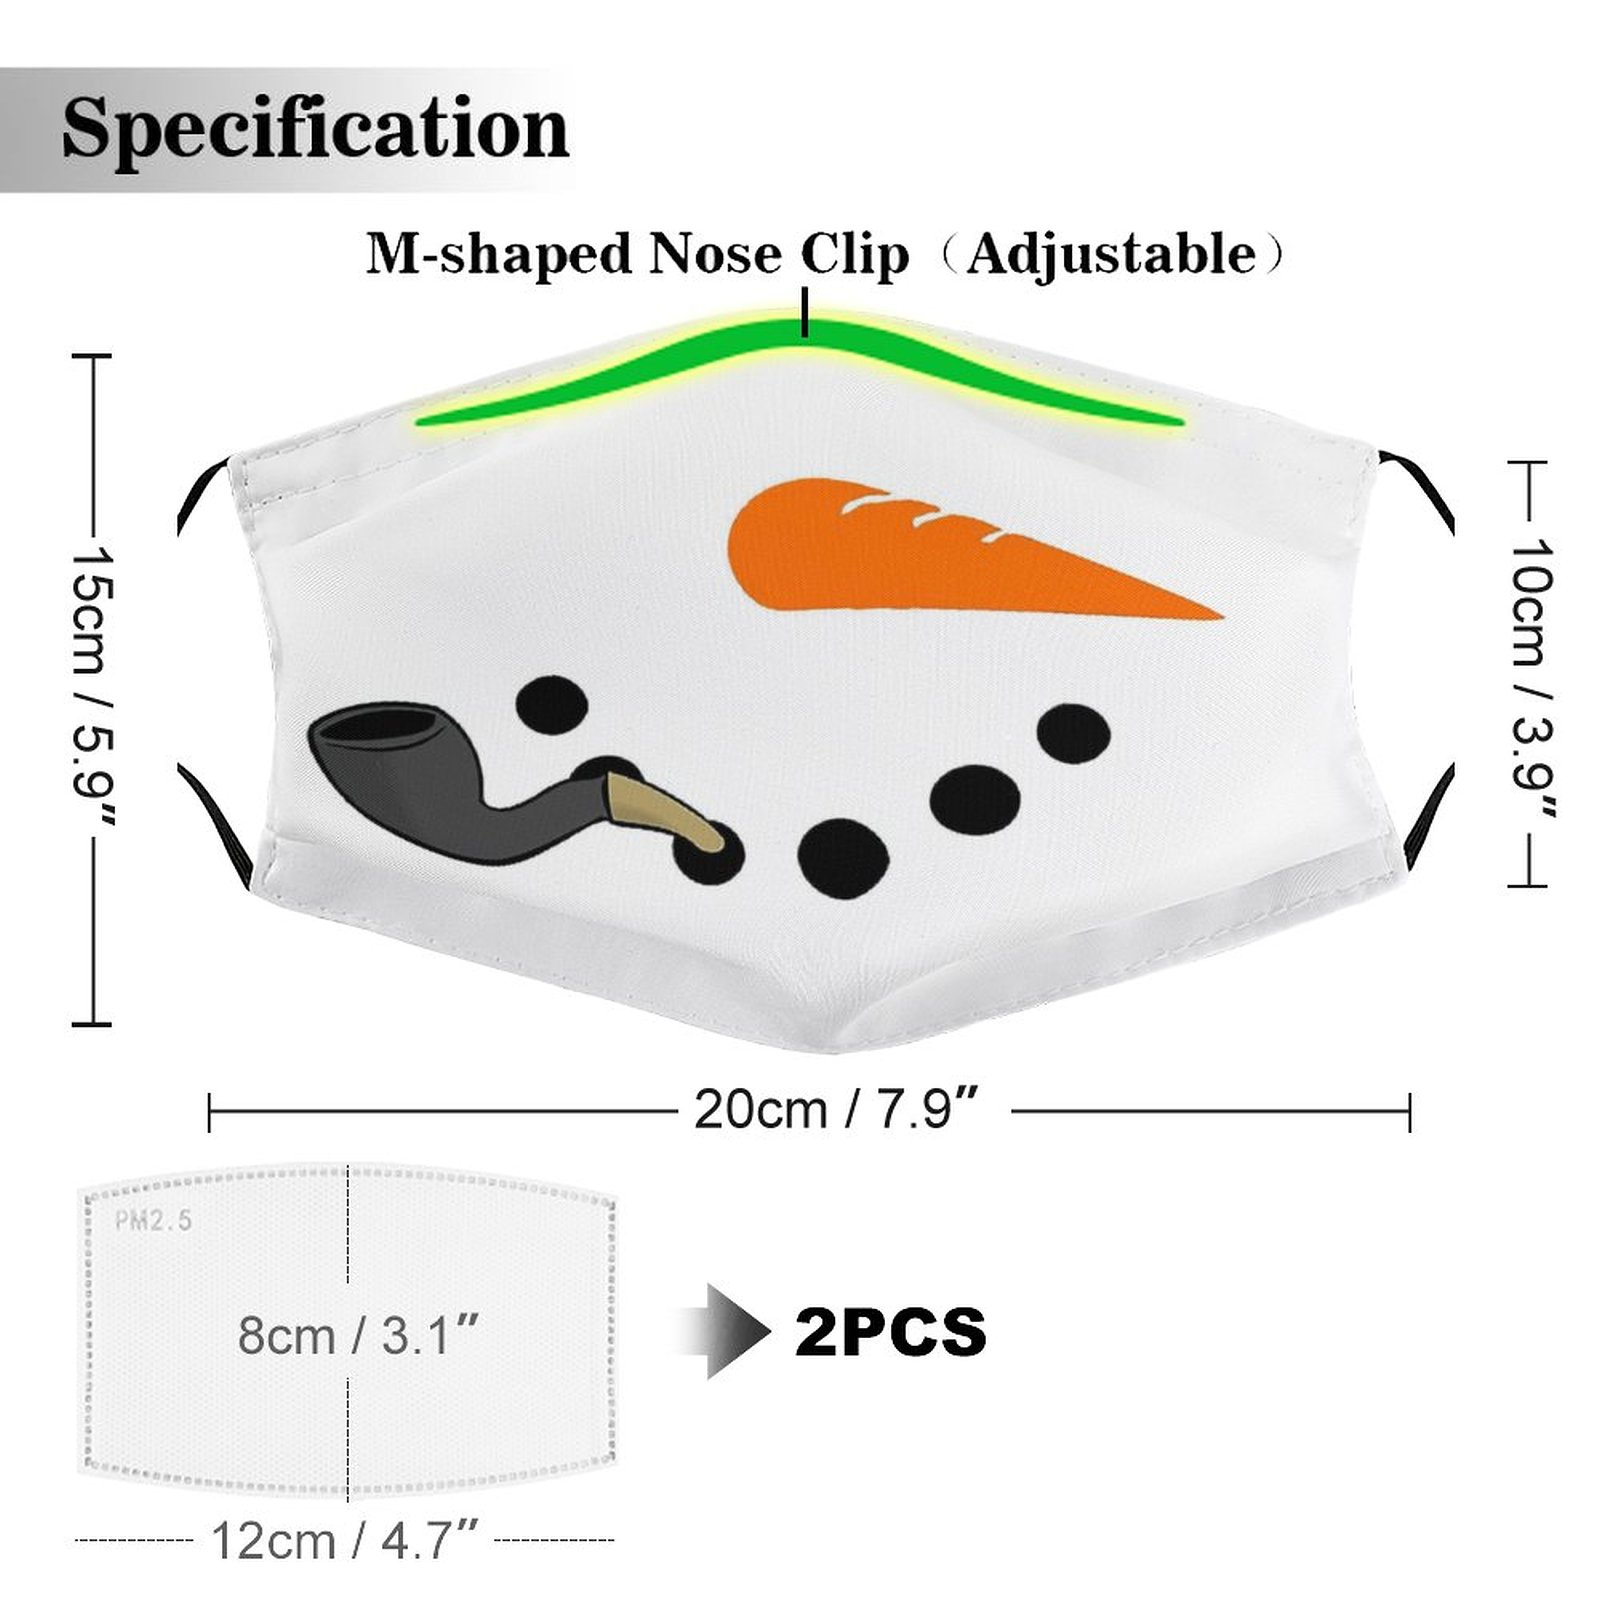 Specification
M-shaped Nose Clip（Adjustable）
15cm / 5.9″
10cm / 3.9″
20cm / 7.9″
PM2.5
8cm / 3.1″
2PCS
12cm / 4.7″